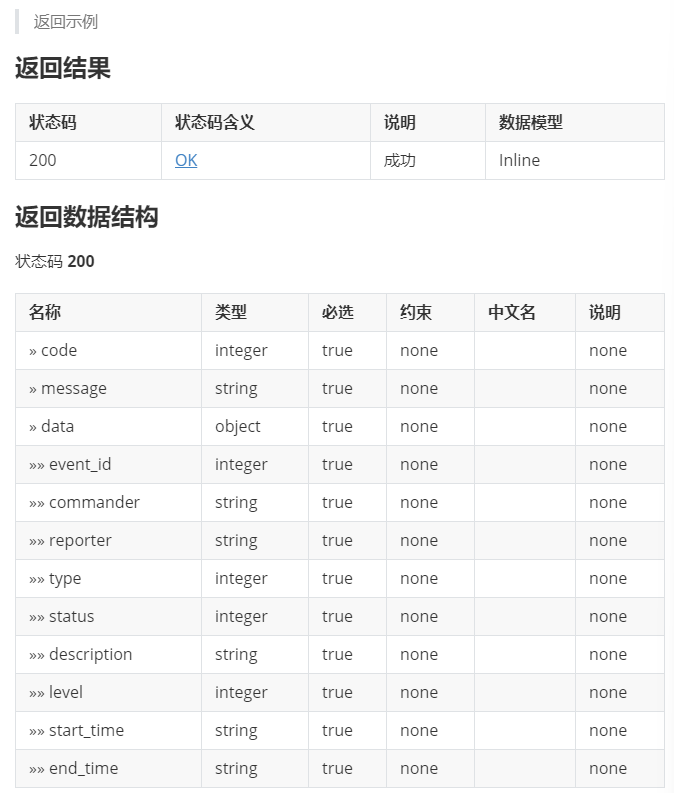 返回示例
返回结果
状态码 状态码含义 说明 数据模型
200 OK 成功 Inline
返回数据结构
状态码 200
名称 类型 必选 约束 中文名 说明
» code integer true none none
» message string true none none
» data object true none none
»» event_id integer true none none
»» commander string true none none
»» reporter string true none none
»» type integer true none none
»» status integer true none none
»» description string true none none
»» level integer true none none
»» start_time string true none none
»» end_time string true none none